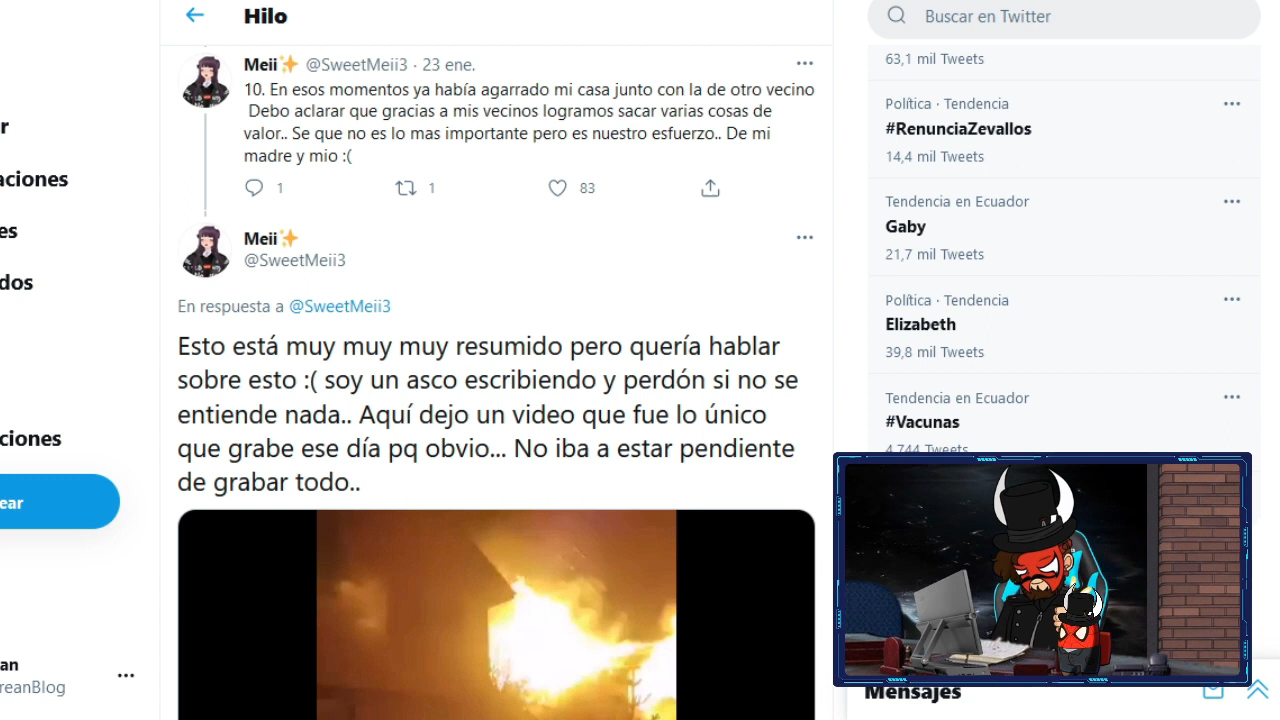 Hilo
Meii✨ @SweetMeii3 · 23 ene.
10. En esos momentos ya había agarrado mi casa junto con la de otro vecino
Debo aclarar que gracias a mis vecinos logramos sacar varias cosas de
valor.. Se que no es lo mas importante pero es nuestro esfuerzo.. De mi
madre y mio :(
1
1
83
Meii✨
@SweetMeii3
En respuesta a @SweetMeii3
Esto está muy muy muy resumido pero quería hablar
sobre esto :( soy un asco escribiendo y perdón si no se
entiende nada.. Aquí dejo un video que fue lo único
que grabe ese día pq obvio... No iba a estar pendiente
de grabar todo..
r
aciones
es
dos
ciones
ear
an
reanBlog
Buscar en Twitter
63,1 mil Tweets
Política · Tendencia
#RenunciaZevallos
14,4 mil Tweets
Tendencia en Ecuador
Gaby
21,7 mil Tweets
Política · Tendencia
Elizabeth
39,8 mil Tweets
Tendencia en Ecuador
#Vacunas
4.744 Tweets
Mensajes